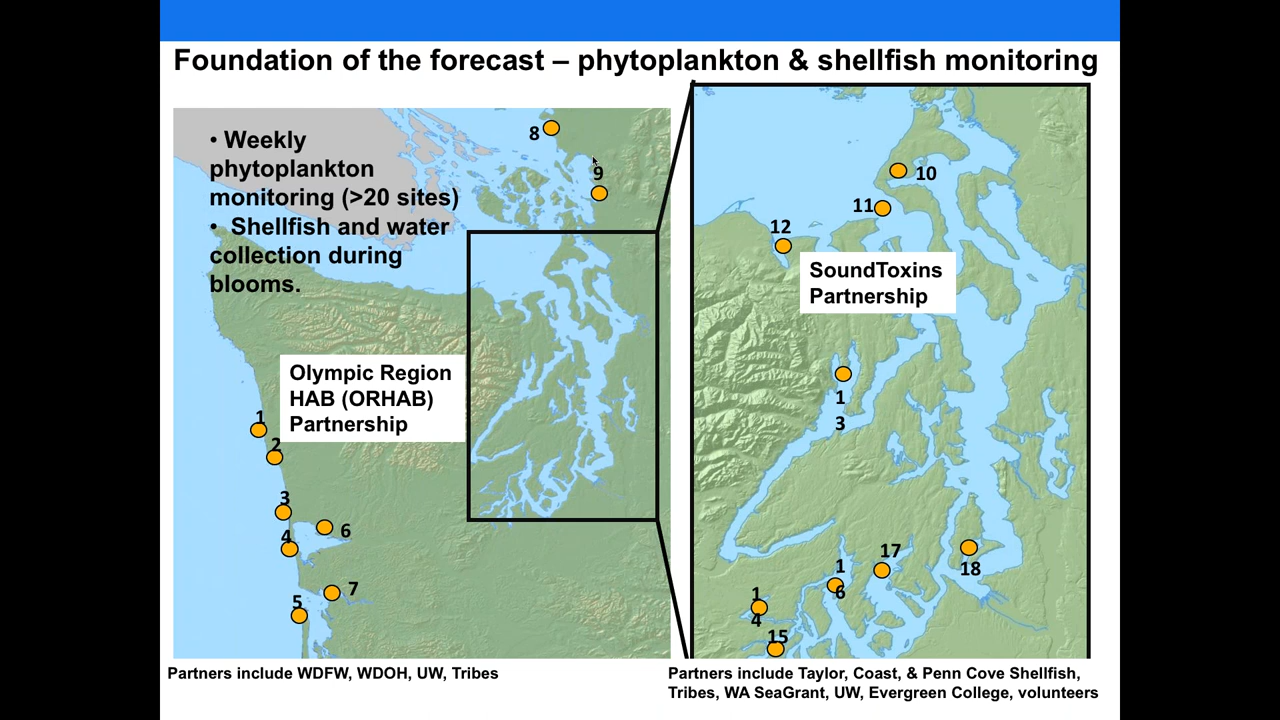 Foundation of the forecast – phytoplankton & shellfish monitoring
• Weekly
phytoplankton
monitoring (>20 sites)
• Shellfish and water
collection during
blooms.
8
9
Olympic Region
HAB (ORHAB)
Partnership
1
2
3
4
6
7
5
10
11
12
SoundToxins
Partnership
1
3
17
1
6
18
1
4
15
Partners include WDFW, WDOH, UW, Tribes
Partners include Taylor, Coast, & Penn Cove Shellfish,
Tribes, WA SeaGrant, UW, Evergreen College, volunteers